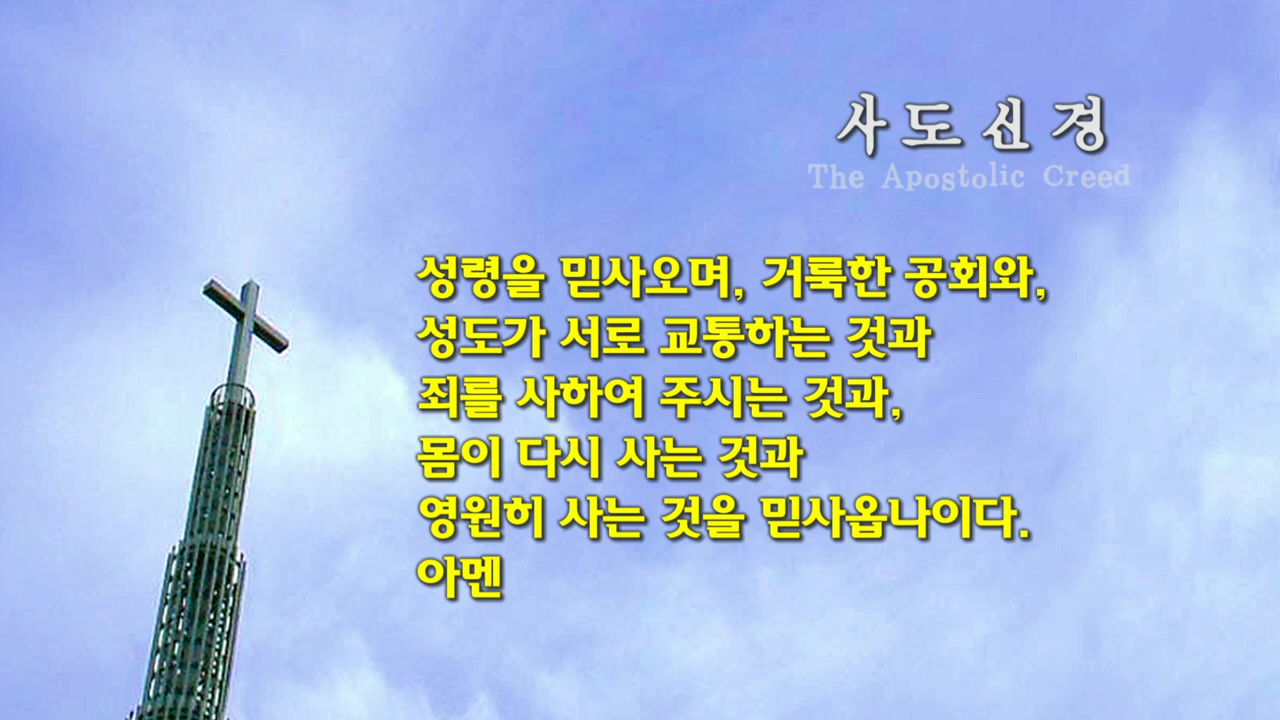 사도신경
The Apostolic Creed
성령을 믿사오며, 거룩한 공회와,
성도가 서로 교통하는 것과
죄를 사하여 주시는 것과,
몸이 다시 사는 것과
영원히 사는 것을 믿사옵나이다.
아멘